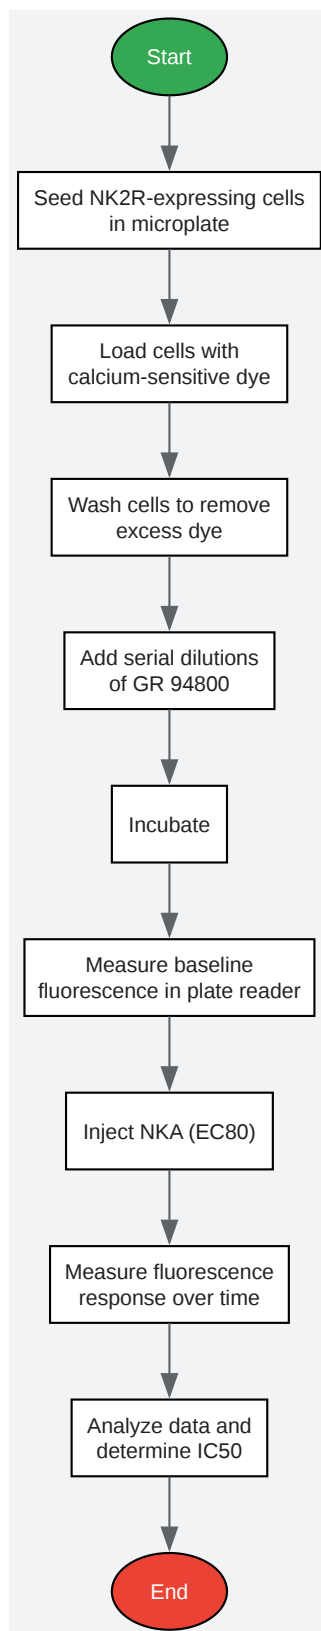 Start
Seed NK2R-expressing cells
in microplate
Load cells with
calcium-sensitive dye
Wash cells to remove
excess dye
Add serial dilutions
of GR 94800
Incubate
Measure baseline
fluorescence in plate reader
Inject NKA (EC80)
Measure fluorescence
response over time
Analyze data and
determine IC50
End